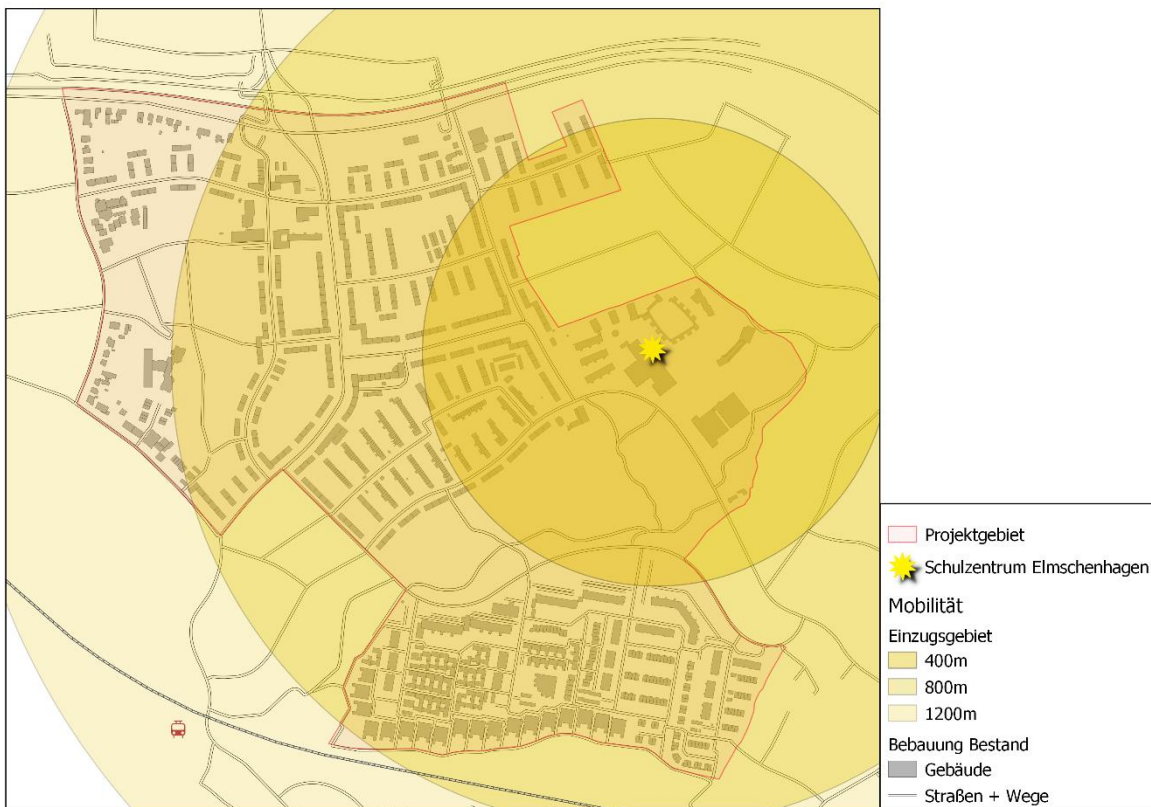 Projektgebiet
Schulzentrum Elmschenhagen
Mobilität
Einzugsgebiet
400m
800m
1200m
Bebauung Bestand
Gebäude
Straßen + Wege